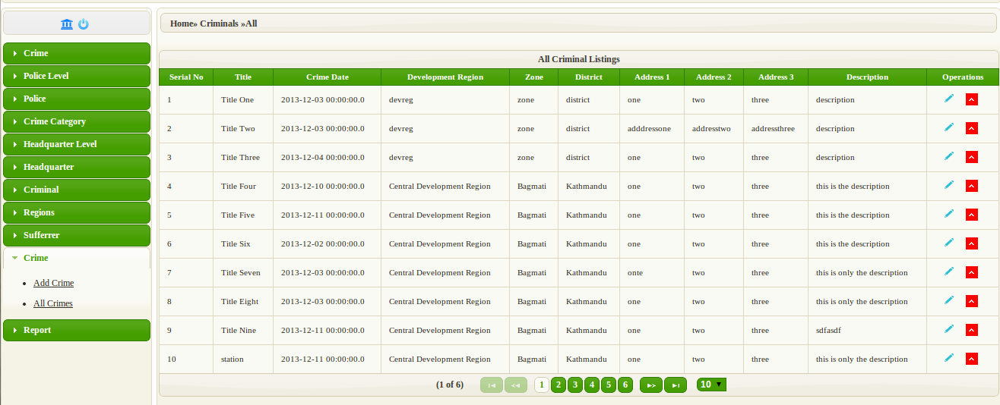 Home» Criminals »All
Crime
Police Level
Police
Crime Category
Headquarter Level
Headquarter
Criminal
Regions
Sufferrer
Crime
Add Crime
All Crimes
Report
All Criminal Listings
Serial No Title Crime Date Development Region Zone District Address 1 Address 2 Address 3 Description Operations
1 Title One 2013-12-03 00:00:00.0 devreg zone district one two three description
2 Title Two 2013-12-03 00:00:00.0 devreg zone district adddressone addresstwo addressthree description
3 Title Three 2013-12-04 00:00:00.0 devreg zone district one two three description
4 Title Four 2013-12-10 00:00:00.0 Central Development Region Bagmati Kathmandu one two three this is the description
5 Title Five 2013-12-11 00:00:00.0 Central Development Region Bagmati Kathmandu one two three this is the description
6 Title Six 2013-12-02 00:00:00.0 Central Development Region Bagmati Kathmandu one two three this is the description
7 Title Seven 2013-12-03 00:00:00.0 Central Development Region Bagmati Kathmandu onte two three this is only the description
8 Title Eight 2013-12-03 00:00:00.0 Central Development Region Bagmati Kathmandu one two three this is only the description
9 Title Nine 2013-12-11 00:00:00.0 Central Development Region Bagmati Kathmandu one two three sdfasdf
10 station 2013-12-11 00:00:00.0 Central Development Region Bagmati Kathmandu one two three this is only the description
(1 of 6) 1 2 3 4 5 6 10